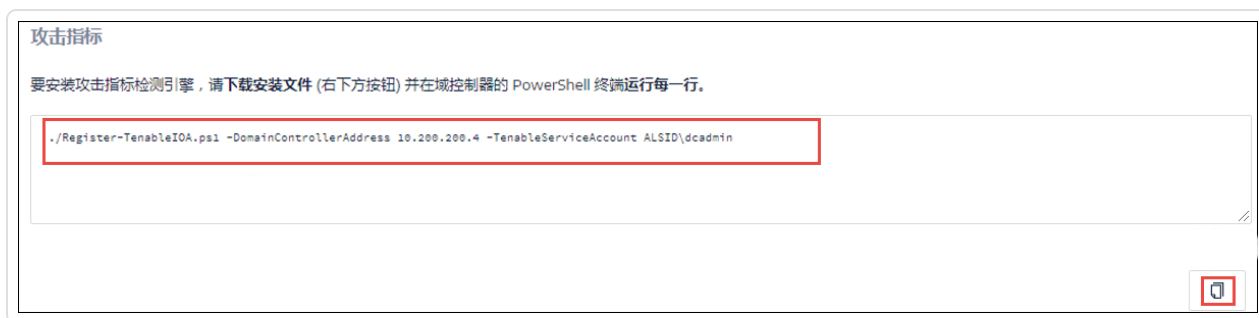 攻击指标
要安装攻击指标检测引擎，请下载安装文件 (右下方按钮) 并在域控制器的 PowerShell 终端运行每一行。
./Register-TenableIOA.ps1 -DomainControllerAddress 10.200.200.4 -TenableServiceAccount ALSID\dcadmin